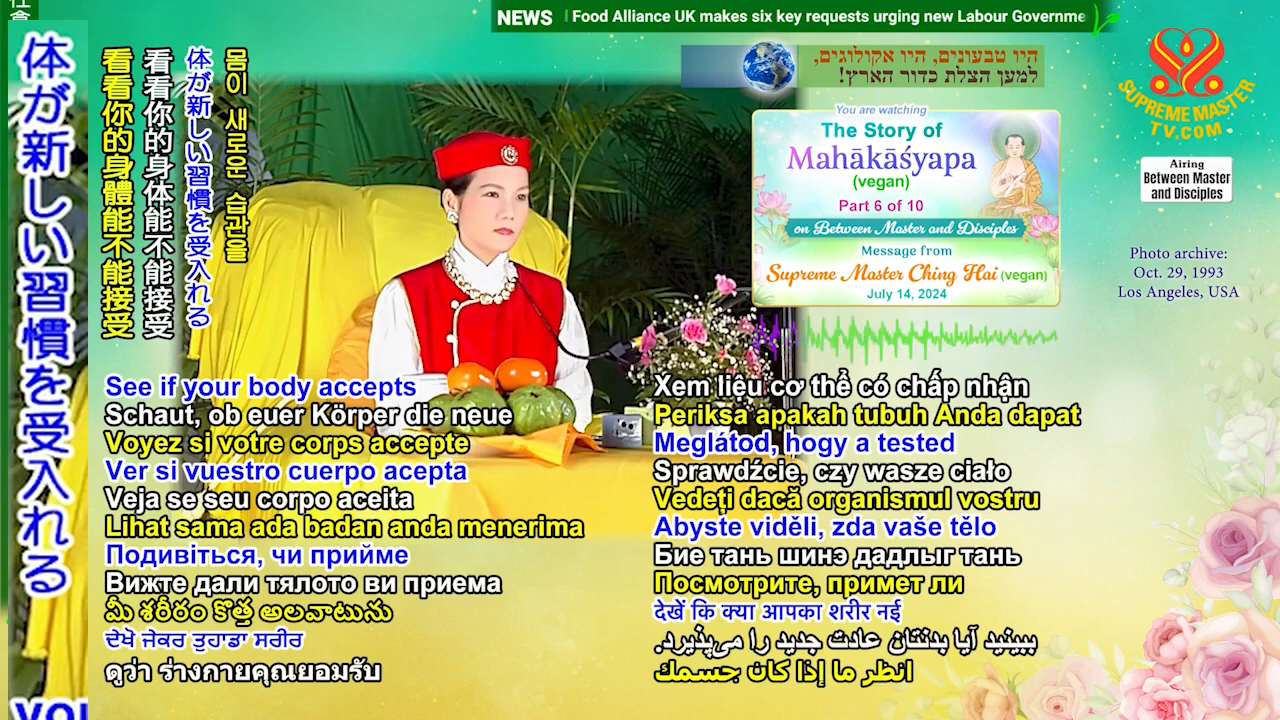 社會
体が新しい習慣を受入れる
YOU
NEWS
Food Alliance UK makes six key requests urging new Labour Governme
היו טבעונים, היו אקולוגים,
למען הצלת כדור הארץ!
SUPREME MASTER
TV.COM
Airing
Between Master
and Disciples
Photo archive:
Oct. 29, 1993
Los Angeles, USA
You are watching
The Story of
Mahākāśyapa
(vegan)
Part 6 of 10
on Between Master and Disciples
Message from
Supreme Master Ching Hai (vegan)
July 14, 2024
看看你的身體能不能接受
看看你的身体能不能接受
体が新しい習慣を受入れる
몸이 새로운 습관을
See if your body accepts
Schaut, ob euer Körper die neue
Voyez si votre corps accepte
Ver si vuestro cuerpo acepta
Veja se seu corpo aceita
Lihat sama ada badan anda menerima
Подивіться, чи прийме
Вижте дали тялото ви приема
మీ శరీరం కొత్త అలవాటును
ਦੇਖੋ ਜੇਕਰ ਤੁਹਾਡਾ ਸਰੀਰ
ดูว่า ร่างกายคุณยอมรับ
Xem liệu cơ thể có chấp nhận
Periksa apakah tubuh Anda dapat
Meglátod, hogy a tested
Sprawdźcie, czy wasze ciało
Vedeți dacă organismul vostru
Abyste viděli, zda vaše tělo
Бие тань шинэ дадлыг тань
Посмотрите, примет ли
देखें कि क्या आपका शरीर नई
ببینید آیا بدنتان عادت جدید را می‌پذیرد.
انظر ما إذا كان جسمك